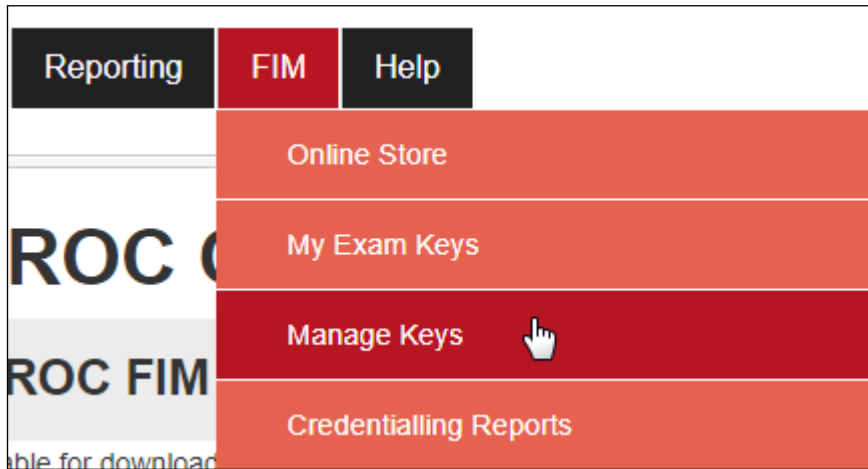 Reporting FIM Help
Online Store
ROC
My Exam Keys
Manage Keys
ROC FIM
Credentialling Reports
able for download